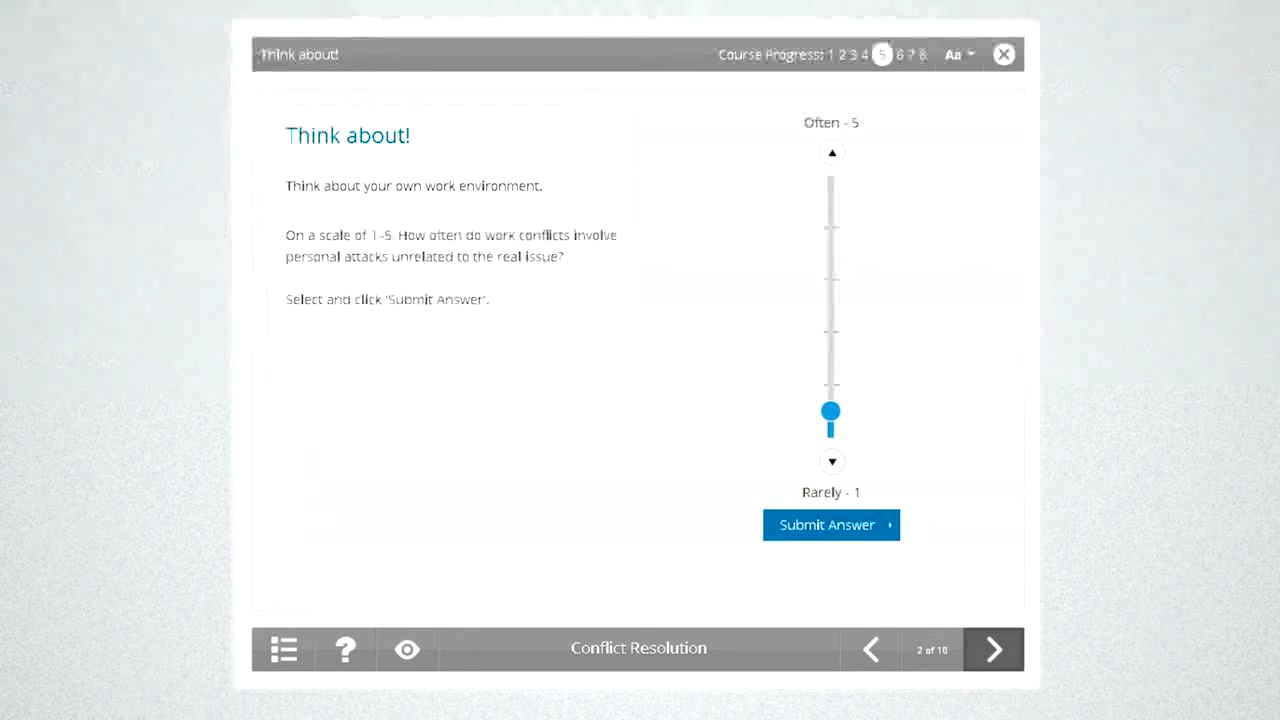 Think about!
Course Progress: 1 2 3 4 5 6 7 8
Aa
Think about!
Think about your own work environment.
On a scale of 1-5. How often do work conflicts involve
personal attacks unrelated to the real issue?
Select and click 'Submit Answer'.
Often - 5
Rarely - 1
Submit Answer
?
Conflict Resolution
2 of 10